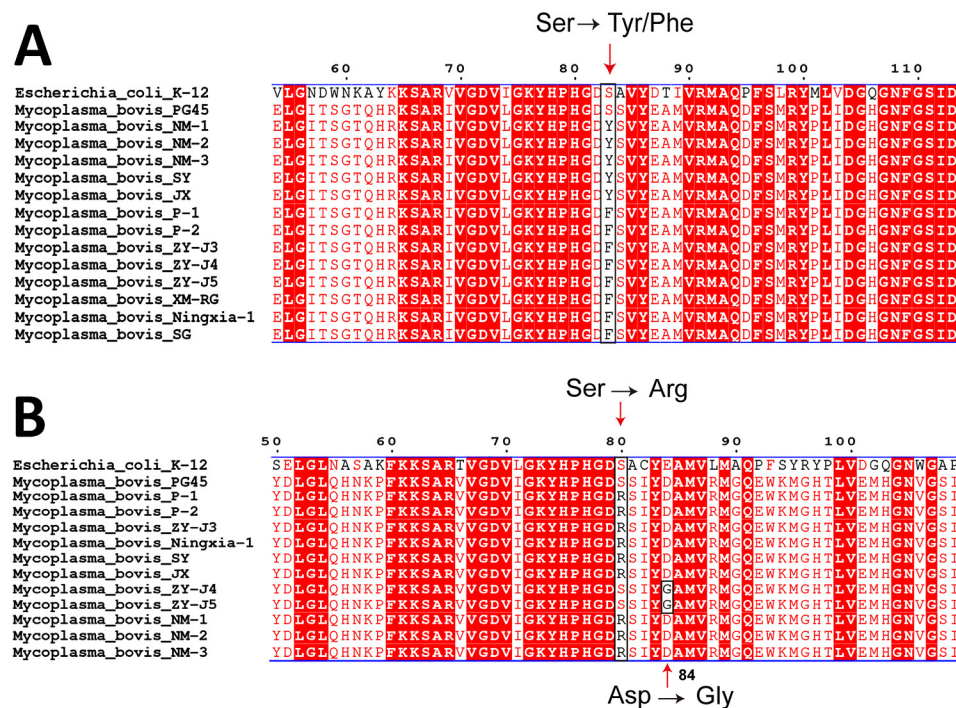 A
Ser → Tyr/Phe
60 70 80 90 100 110
Escherichia_coli_K-12 VLGNDWNKAYKKSARVVGDVIGKYHPHGDSAVYDTIVRMAQPFSLRYMLVDGQGNFGSID
Mycoplasma_bovis_PG45 ELGITSGTQHRKSARIVGDVLGKYHPHGDSSVYEAMVRMAQDFSMRYPLIDGHGNFGSID
Mycoplasma_bovis_NM-1 ELGITSGTQHRKSARIVGDVLGKYHPHGDYSVYEAMVRMAQDFSMRYPLIDGHGNFGSID
Mycoplasma_bovis_NM-2 ELGITSGTQHRKSARIVGDVLGKYHPHGDYSVYEAMVRMAQDFSMRYPLIDGHGNFGSID
Mycoplasma_bovis_NM-3 ELGITSGTQHRKSARIVGDVLGKYHPHGDYSVYEAMVRMAQDFSMRYPLIDGHGNFGSID
Mycoplasma_bovis_SY ELGITSGTQHRKSARIVGDVLGKYHPHGDYSVYEAMVRMAQDFSMRYPLIDGHGNFGSID
Mycoplasma_bovis_JX ELGITSGTQHRKSARIVGDVLGKYHPHGDYSVYEAMVRMAQDFSMRYPLIDGHGNFGSID
Mycoplasma_bovis_P-1 ELGITSGTQHRKSARIVGDVLGKYHPHGDFSVYEAMVRMAQDFSMRYPLIDGHGNFGSID
Mycoplasma_bovis_P-2 ELGITSGTQHRKSARIVGDVLGKYHPHGDFSVYEAMVRMAQDFSMRYPLIDGHGNFGSID
Mycoplasma_bovis_ZY-J3 ELGITSGTQHRKSARIVGDVLGKYHPHGDFSVYEAMVRMAQDFSMRYPLIDGHGNFGSID
Mycoplasma_bovis_ZY-J4 ELGITSGTQHRKSARIVGDVLGKYHPHGDFSVYEAMVRMAQDFSMRYPLIDGHGNFGSID
Mycoplasma_bovis_ZY-J5 ELGITSGTQHRKSARIVGDVLGKYHPHGDFSVYEAMVRMAQDFSMRYPLIDGHGNFGSID
Mycoplasma_bovis_XM-RG ELGITSGTQHRKSARIVGDVLGKYHPHGDFSVYEAMVRMAQDFSMRYPLIDGHGNFGSID
Mycoplasma_bovis_Ningxia-1 ELGITSGTQHRKSARIVGDVLGKYHPHGDFSVYEAMVRMAQDFSMRYPLIDGHGNFGSID
Mycoplasma_bovis_SG ELGITSGTQHRKSARIVGDVLGKYHPHGDFSVYEAMVRMAQDFSMRYPLIDGHGNFGSID
B
Ser → Arg
50 60 70 80 90 100
Escherichia_coli_K-12 SELGLNASAKFKKSARTVGDVLGKYHPHGDSACYEAMVLMAQPFSYRYPLVDGQGNWGAP
Mycoplasma_bovis_PG45 YDLGLQHNKPFKKSARVVGDVIGKYHPHGDSSIYDAMVRMGQEWKMGHTLVEMHGNVGSI
Mycoplasma_bovis_P-1 YDLGLQHNKPFKKSARVVGDVIGKYHPHGDRSIYDAMVRMGQEWKMGHTLVEMHGNVGSI
Mycoplasma_bovis_P-2 YDLGLQHNKPFKKSARVVGDVIGKYHPHGDRSIYDAMVRMGQEWKMGHTLVEMHGNVGSI
Mycoplasma_bovis_ZY-J3 YDLGLQHNKPFKKSARVVGDVIGKYHPHGDRSIYDAMVRMGQEWKMGHTLVEMHGNVGSI
Mycoplasma_bovis_Ningxia-1 YDLGLQHNKPFKKSARVVGDVIGKYHPHGDRSIYDAMVRMGQEWKMGHTLVEMHGNVGSI
Mycoplasma_bovis_SY YDLGLQHNKPFKKSARVVGDVIGKYHPHGDRSIYDAMVRMGQEWKMGHTLVEMHGNVGSI
Mycoplasma_bovis_JX YDLGLQHNKPFKKSARVVGDVIGKYHPHGDRSIYDAMVRMGQEWKMGHTLVEMHGNVGSI
Mycoplasma_bovis_ZY-J4 YDLGLQHNKPFKKSARVVGDVIGKYHPHGDSSIYGAMVRMGQEWKMGHTLVEMHGNVGSI
Mycoplasma_bovis_ZY-J5 YDLGLQHNKPFKKSARVVGDVIGKYHPHGDSSIYGAMVRMGQEWKMGHTLVEMHGNVGSI
Mycoplasma_bovis_NM-1 YDLGLQHNKPFKKSARVVGDVIGKYHPHGDRSIYDAMVRMGQEWKMGHTLVEMHGNVGSI
Mycoplasma_bovis_NM-2 YDLGLQHNKPFKKSARVVGDVIGKYHPHGDRSIYDAMVRMGQEWKMGHTLVEMHGNVGSI
Mycoplasma_bovis_NM-3 YDLGLQHNKPFKKSARVVGDVIGKYHPHGDRSIYDAMVRMGQEWKMGHTLVEMHGNVGSI
84
Asp → Gly